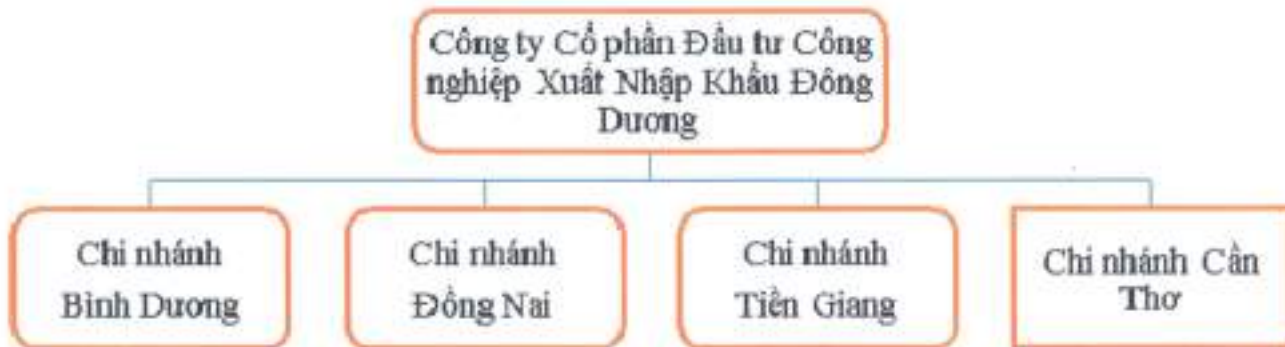 Công ty Cổ phần Đầu tư Công
nghiệp Xuất Nhập Khẩu Đông
Dương
Chi nhánh
Bình Dương
Chi nhánh
Đồng Nai
Chi nhánh
Tiền Giang
Chi nhánh Cần
Thơ